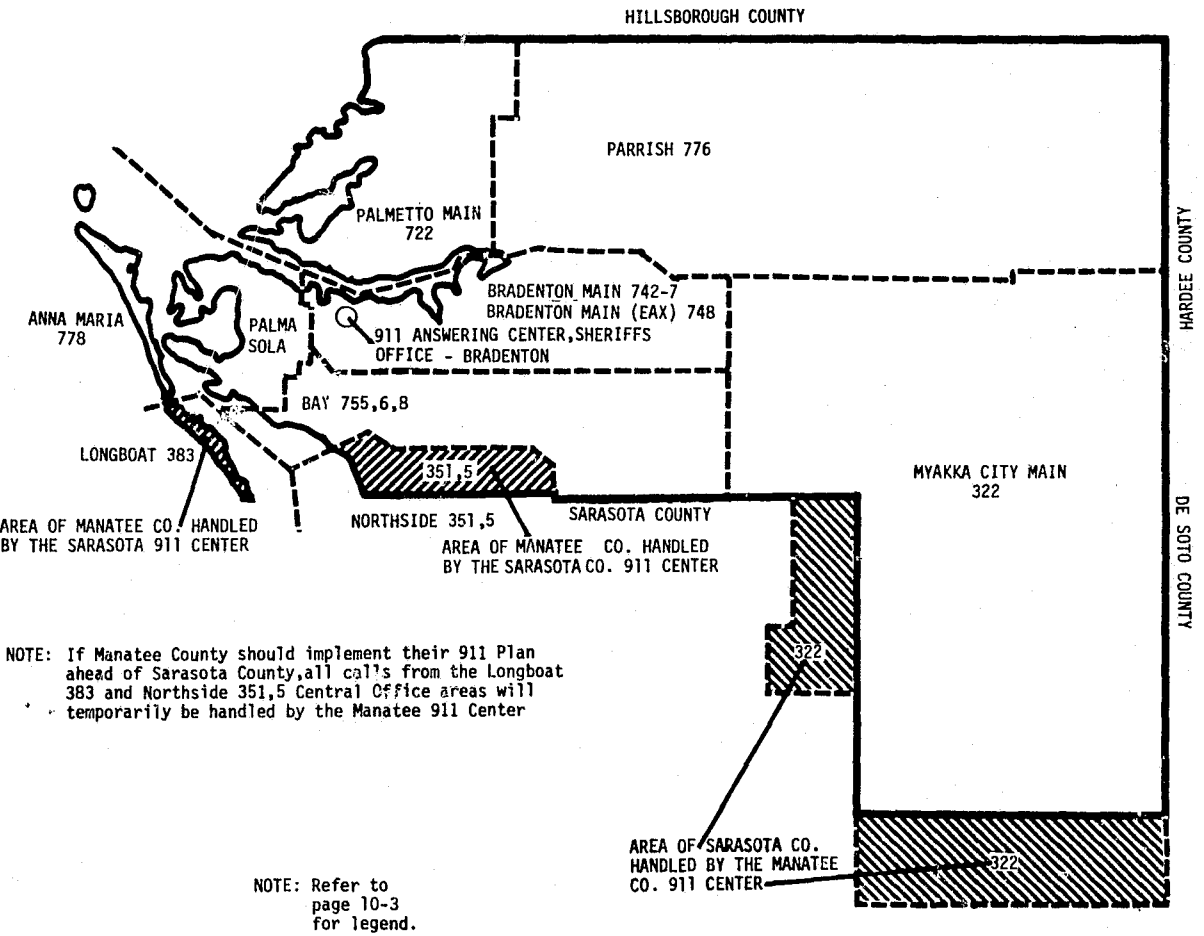 HILLSBOROUGH COUNTY
PARRISH 776
PALMETTO MAIN
722
HARDEE COUNTY
BRADENTON MAIN 742-7
BRADENTON MAIN (EAX) 748
ANNA MARIA
778
PALMA
SOLA
911 ANSWERING CENTER,SHERIFFS
OFFICE - BRADENTON
BAY 755,6,8
LONGBOAT 383
351,5
MYAKKA CITY MAIN
322
NORTHSIDE 351,5
SARASOTA COUNTY
DE SOTO COUNTY
AREA OF MANATEE CO. HANDLED
BY THE SARASOTA 911 CENTER
AREA OF MANATEE CO. HANDLED
BY THE SARASOTA CO. 911 CENTER
322
NOTE: If Manatee County should implement their 911 Plan
ahead of Sarasota County,all calls from the Longboat
383 and Northside 351,5 Central Office areas will
temporarily be handled by the Manatee 911 Center
AREA OF SARASOTA CO.
HANDLED BY THE MANATEE
CO. 911 CENTER
322
NOTE: Refer to
page 10-3
for legend.